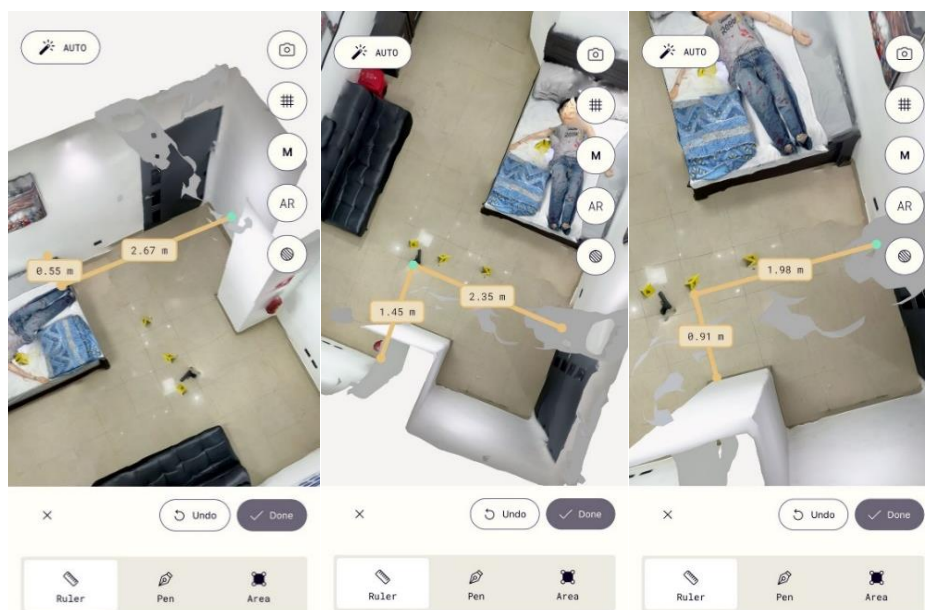 AUTO
M
AR
0.55 m
2.67 m
Undo
Done
Ruler
Pen
Area
AUTO
M
AR
1.45 m
2.35 m
Undo
Done
Ruler
Pen
Area
AUTO
M
AR
1.98 m
0.91 m
Undo
Done
Ruler
Pen
Area